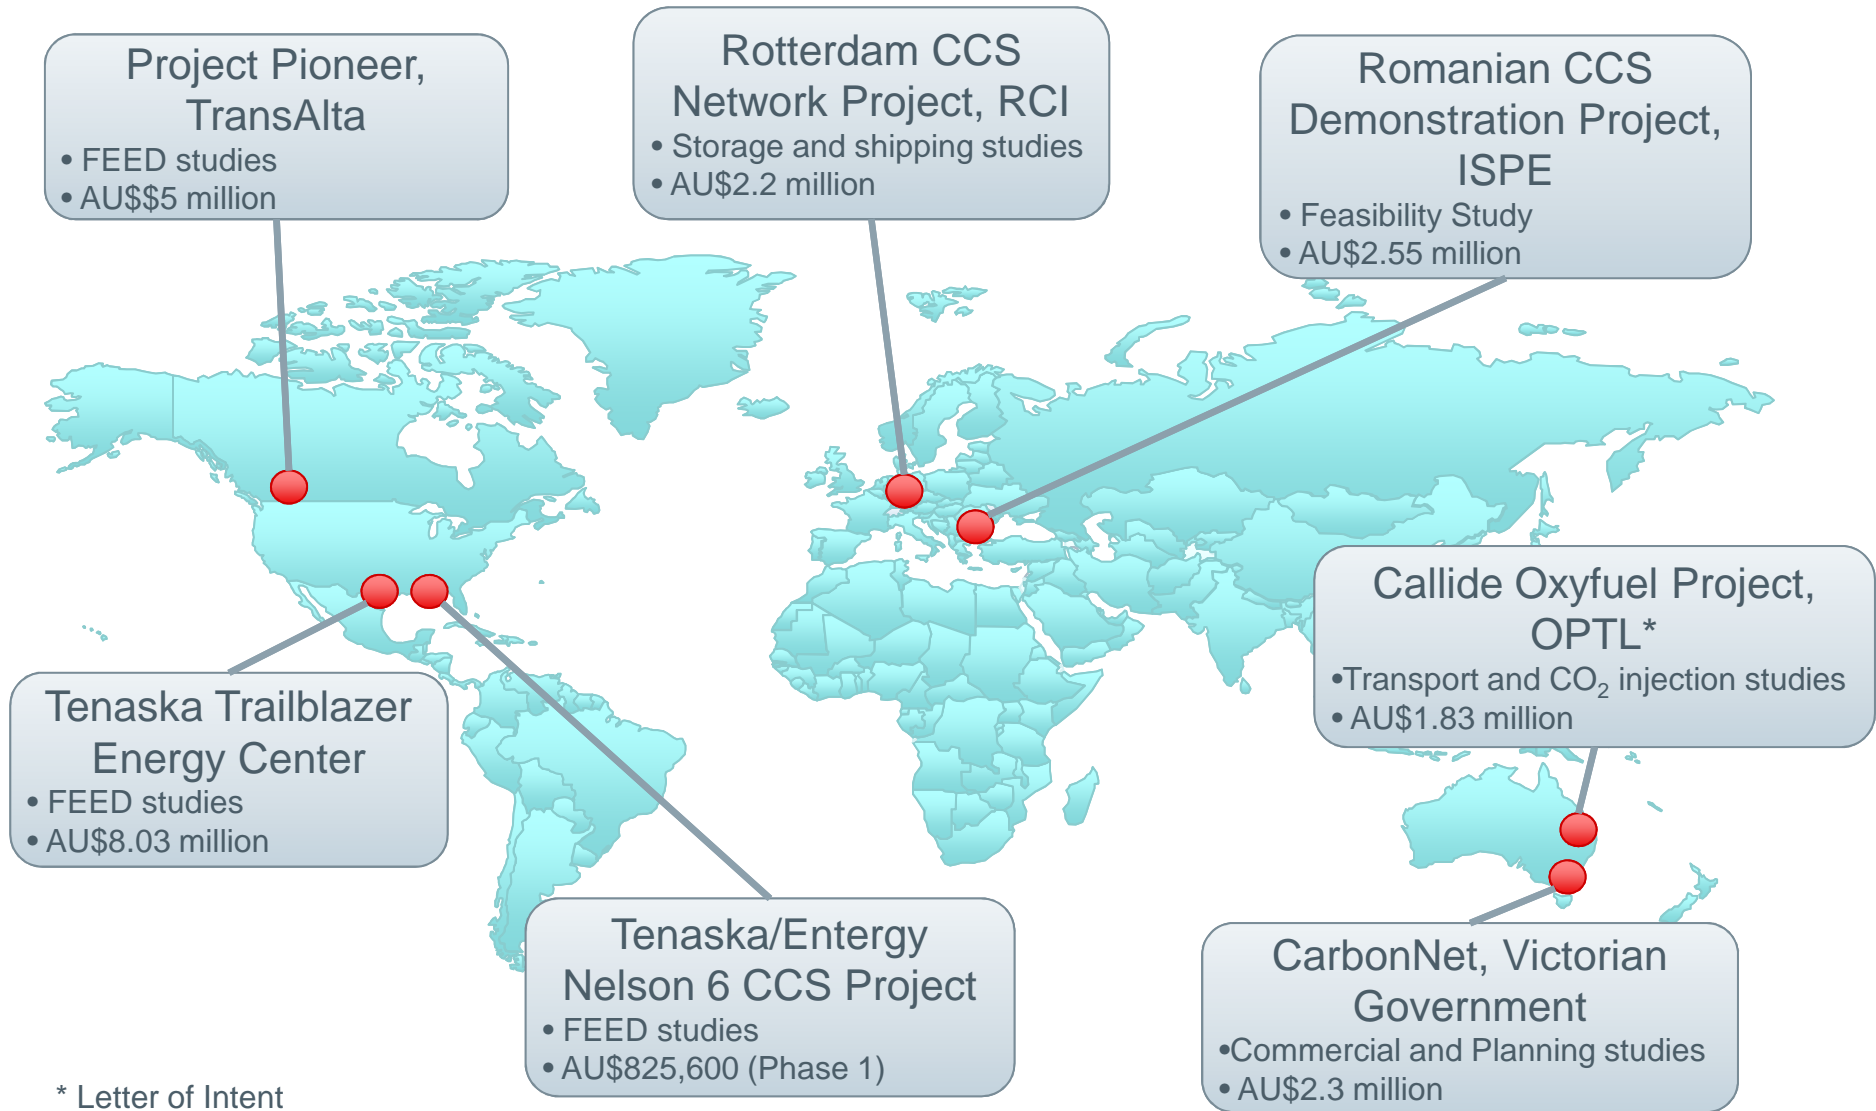 Project Pioneer,
TransAlta
• FEED studies
• AU$$5 million
Rotterdam CCS
Network Project, RCI
• Storage and shipping studies
• AU$2.2 million
Romanian CCS
Demonstration Project,
ISPE
• Feasibility Study
• AU$2.55 million
Callide Oxyfuel Project,
OPTL*
•Transport and CO₂ injection studies
• AU$1.83 million
Tenaska Trailblazer
Energy Center
• FEED studies
• AU$8.03 million
Tenaska/Entergy
Nelson 6 CCS Project
• FEED studies
• AU$825,600 (Phase 1)
CarbonNet, Victorian
Government
•Commercial and Planning studies
• AU$2.3 million
* Letter of Intent